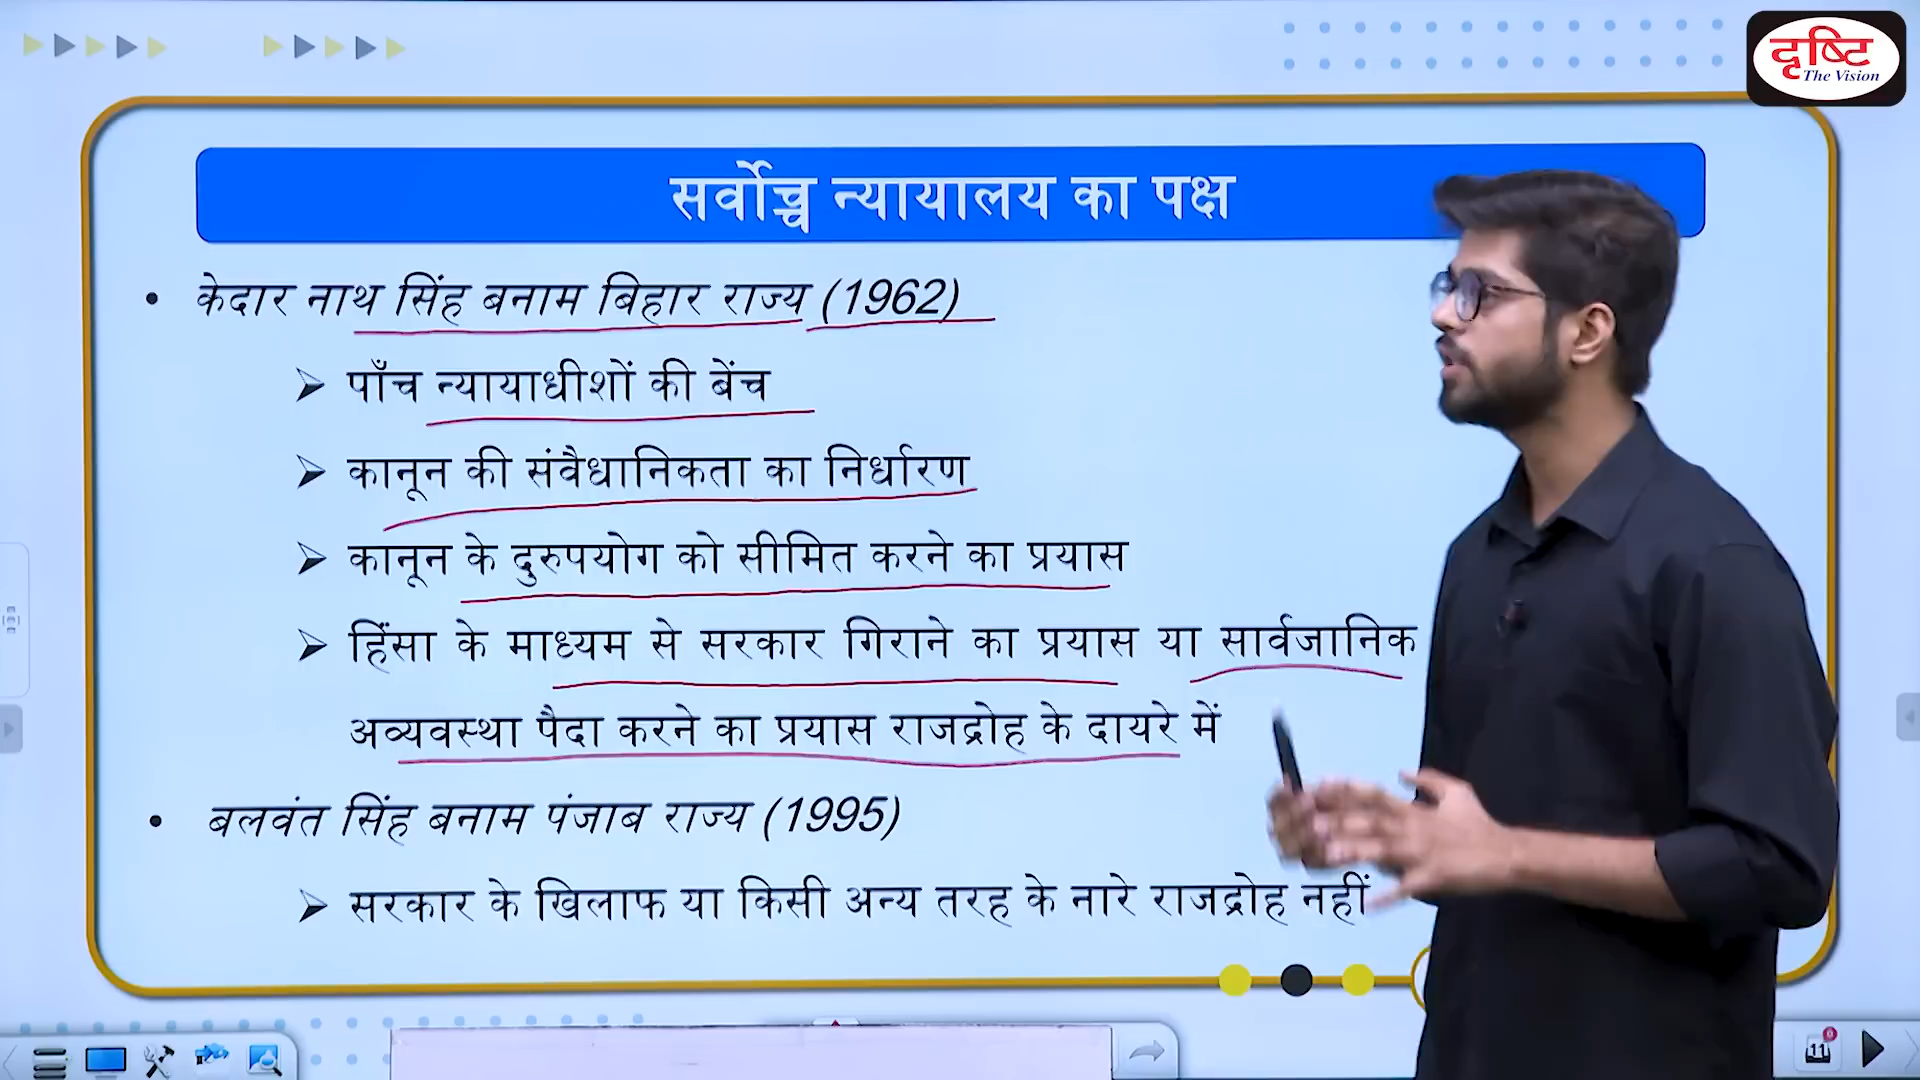 दृष्टि
The Vision
सर्वोच्च न्यायालय का पक्ष
• केदार नाथ सिंह बनाम बिहार राज्य (1962)
➢ पाँच न्यायाधीशों की बेंच
➢ कानून की संवैधानिकता का निर्धारण
➢ कानून के दुरुपयोग को सीमित करने का प्रयास
➢ हिंसा के माध्यम से सरकार गिराने का प्रयास या सार्वजानिक
अव्यवस्था पैदा करने का प्रयास राजद्रोह के दायरे में
• बलवंत सिंह बनाम पंजाब राज्य (1995)
➢ सरकार के खिलाफ या किसी अन्य तरह के नारे राजद्रोह नहीं
11